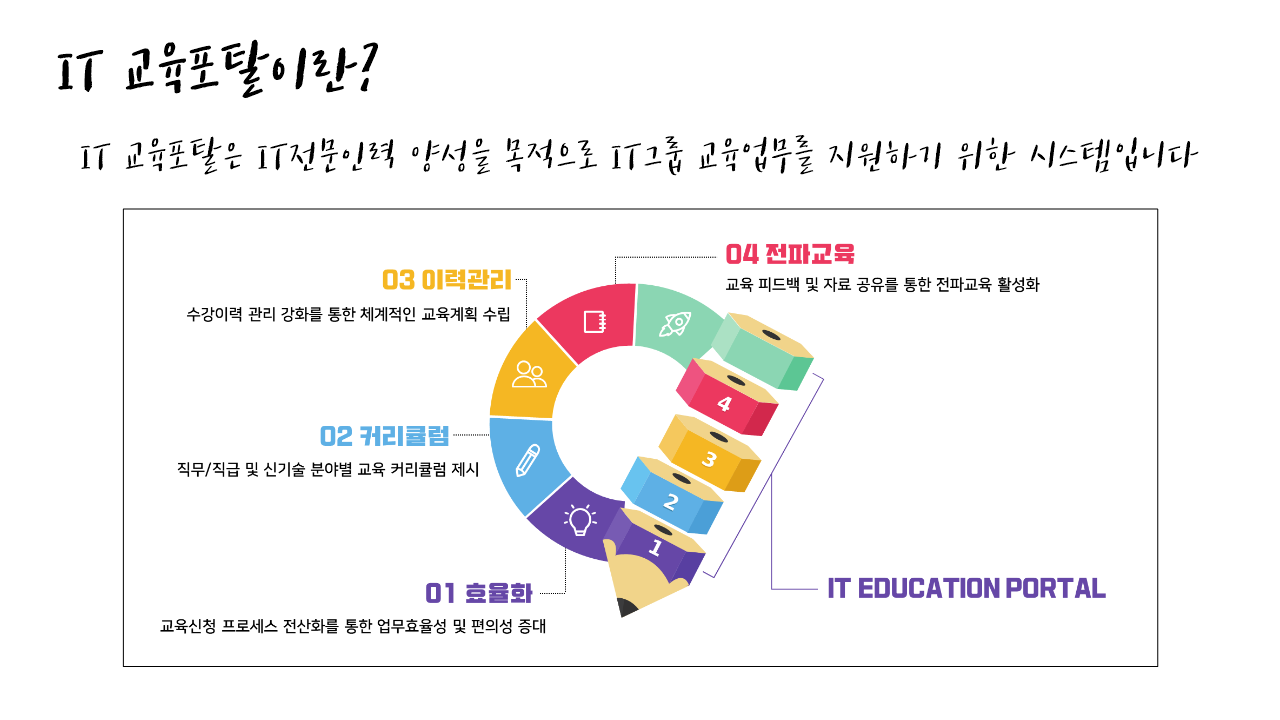 IT 교육포탈이란?
IT 교육포탈은 IT전문인력 양성을 목적으로 IT그룹 교육업무를 지원하기 위한 시스템입니다
04 전파교육
교육 피드백 및 자료 공유를 통한 전파교육 활성화
03 이력관리
수강이력 관리 강화를 통한 체계적인 교육계획 수립
02 커리큘럼
직무/직급 및 신기술 분야별 교육 커리큘럼 제시
01 효율화
교육신청 프로세스 전산화를 통한 업무효율성 및 편의성 증대
4
3
2
1
IT EDUCATION PORTAL